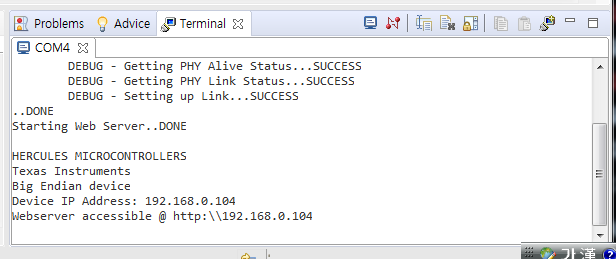 Problems Advice Terminal
COM4
DEBUG - Getting PHY Alive Status...SUCCESS
DEBUG - Getting PHY Link Status...SUCCESS
DEBUG - Setting up Link...SUCCESS
..DONE
Starting Web Server..DONE
HERCULES MICROCONTROLLERS
Texas Instruments
Big Endian device
Device IP Address: 192.168.0.104
Webserver accessible @ http:\\192.168.0.104
가 漢